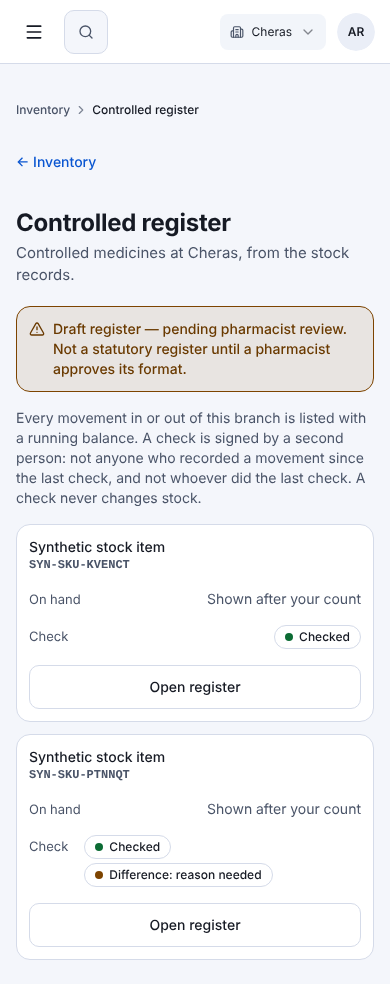 Cheras
AR
Inventory > Controlled register
← Inventory
Controlled register
Controlled medicines at Cheras, from the stock
records.
Draft register — pending pharmacist review.
Not a statutory register until a pharmacist
approves its format.
Every movement in or out of this branch is listed with
a running balance. A check is signed by a second
person: not anyone who recorded a movement since
the last check, and not whoever did the last check. A
check never changes stock.
Synthetic stock item
SYN-SKU-KVENCT
On hand Shown after your count
Check Checked
Open register
Synthetic stock item
SYN-SKU-PTNNQT
On hand Shown after your count
Check Checked
Difference: reason needed
Open register